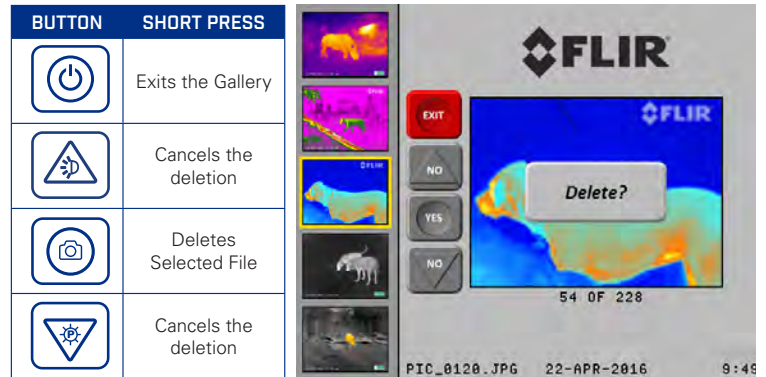 BUTTON SHORT PRESS
Exits the Gallery
Cancels the
deletion
Deletes
Selected File
P
Cancels the
deletion
FLIR
EXIT
NO
YES
NO
FLIR
Delete?
54 OF 228
PIC_0120.JPG 22-APR-2016 9:49